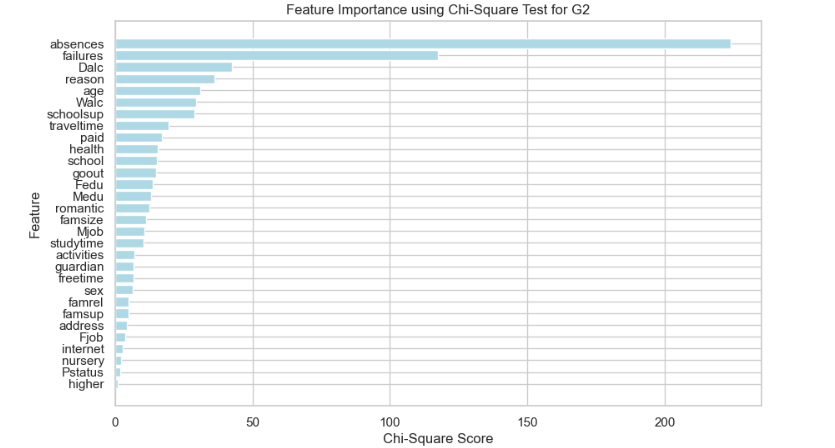 Feature Importance using Chi-Square Test for G2
absences
failures
Dalc
reason
age
Walc
schoolsup
traveltime
paid
health
school
goout
Fedu
Medu
romantic
famsize
Mjob
studytime
activities
guardian
freetime
sex
famrel
famsup
address
Fjob
internet
nursery
Pstatus
higher
Feature
0 50 100 150 200
Chi-Square Score